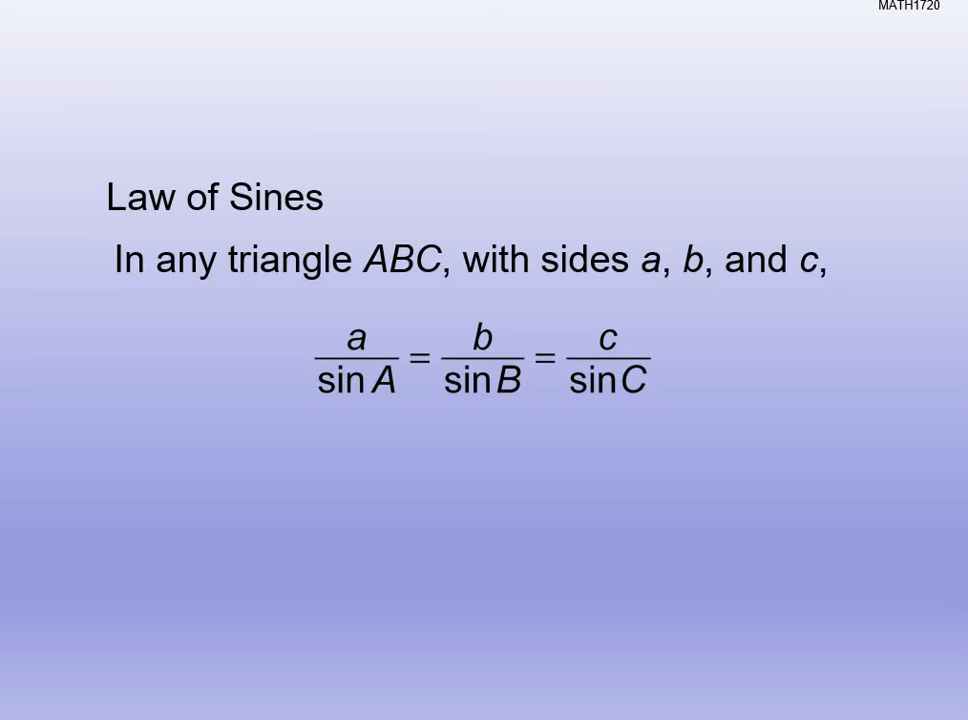 MATH1720
Law of Sines
In any triangle ABC, with sides a, b, and c,
a/sin A = b/sin B = c/sin C